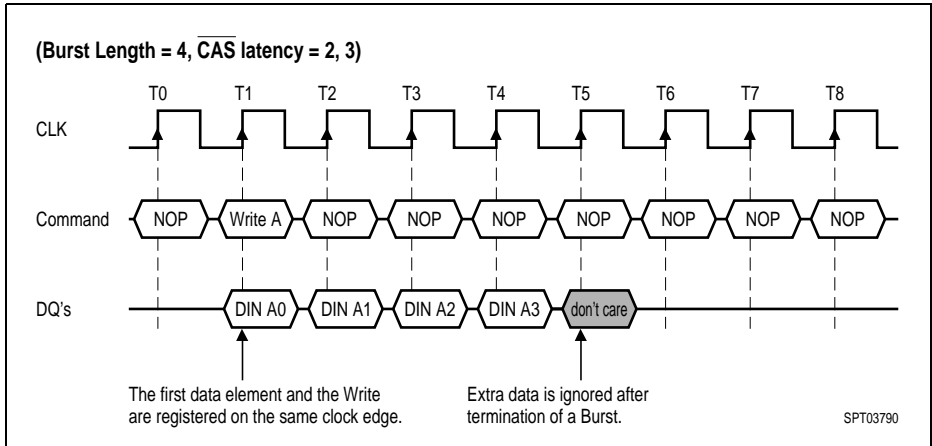 (Burst Length = 4, CAS latency = 2, 3)
T0 T1 T2 T3 T4 T5 T6 T7 T8
CLK
Command NOP Write A NOP NOP NOP NOP NOP NOP NOP
DQ's DIN A0 DIN A1 DIN A2 DIN A3 don't care
The first data element and the Write
are registered on the same clock edge.
Extra data is ignored after
termination of a Burst.
SPT03790